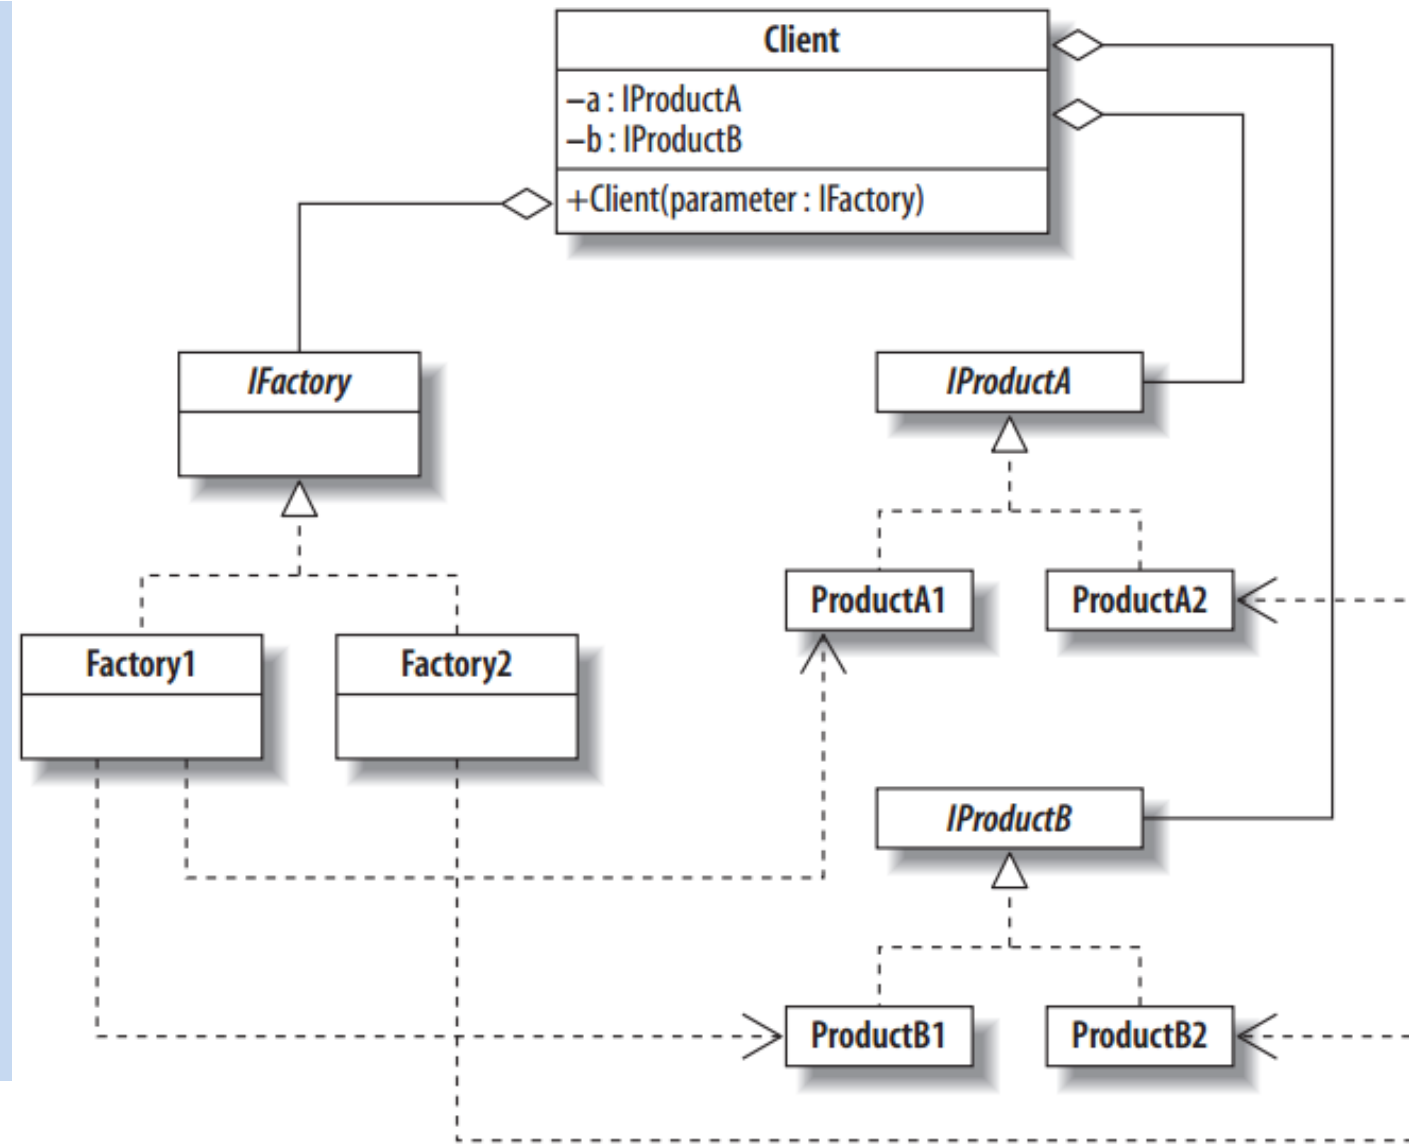 Client
–a : IProductA
–b : IProductB
+Client(parameter : IFactory)
IFactory
IProductA
ProductA1
ProductA2
Factory1
Factory2
IProductB
ProductB1
ProductB2